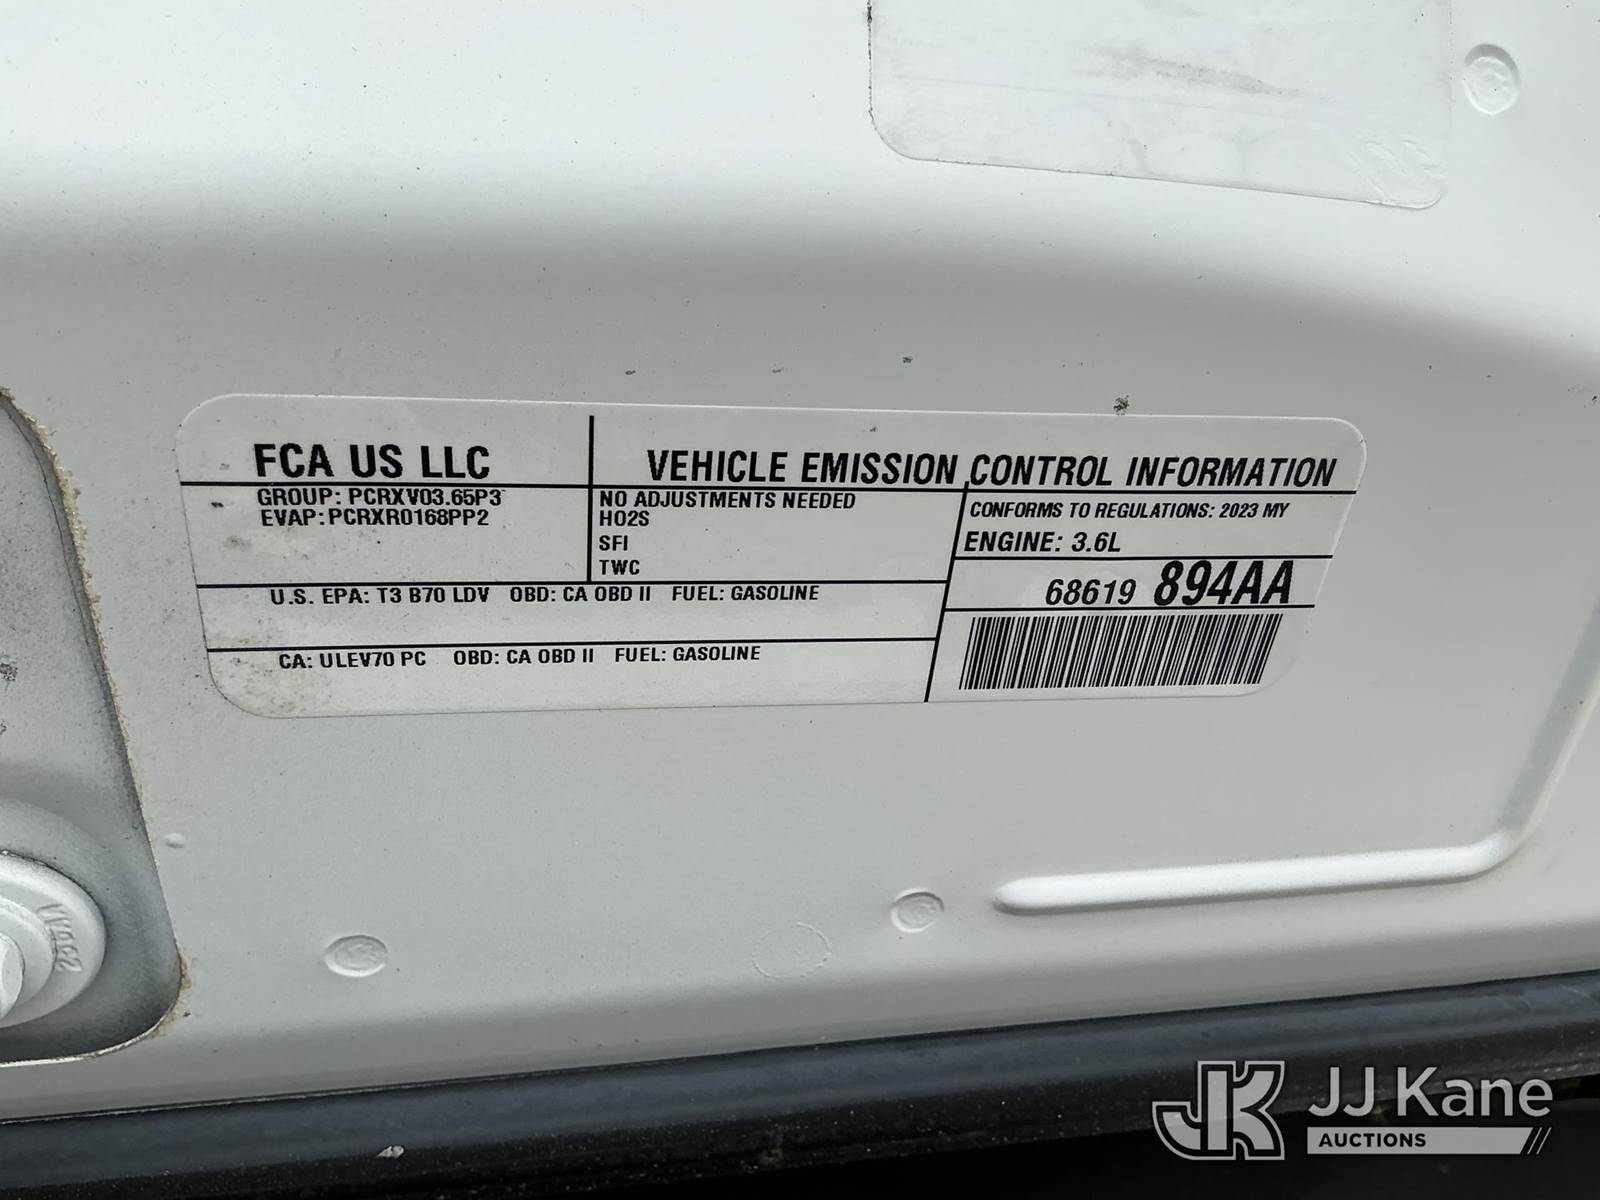 FCA US LLC
VEHICLE EMISSION CONTROL INFORMATION
GROUP: PCRXV03.65P3
EVAP: PCRXR0168PP2
NO ADJUSTMENTS NEEDED
HO2S
SFI
TWC
CONFORMS TO REGULATIONS: 2023 MY
ENGINE: 3.6L
68619 894AA
U.S. EPA: T3 B70 LDV OBD: CA OBD II FUEL: GASOLINE
CA: ULEV70 PC OBD: CA OBD II FUEL: GASOLINE
JK JJ Kane
AUCTIONS